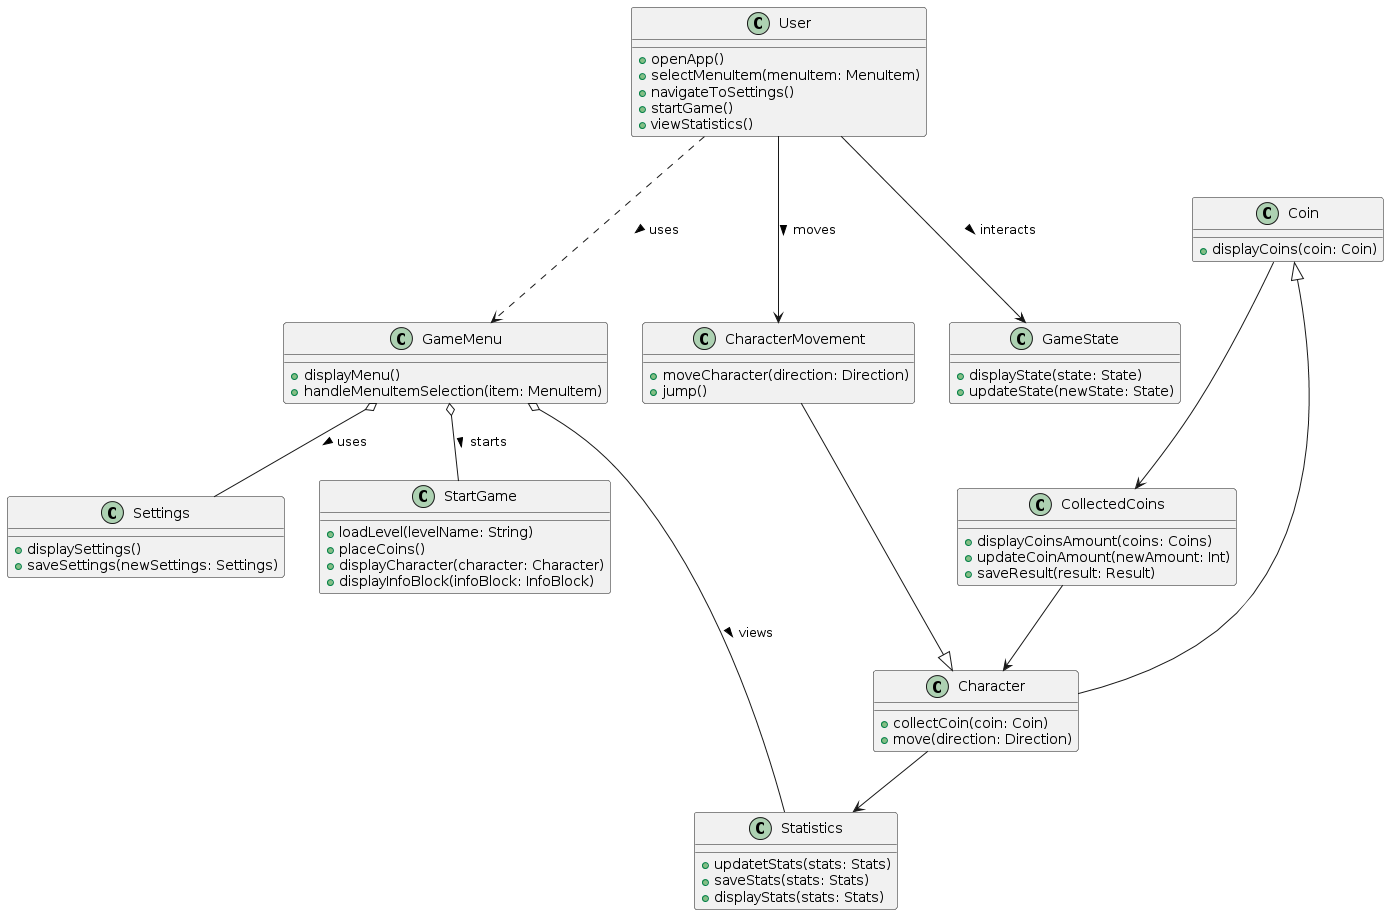 C User
openApp()
selectMenuItem(menuItem: MenuItem)
navigateToSettings()
startGame()
viewStatistics()
C Coin
displayCoins(coin: Coin)
uses
moves
interacts
C GameMenu
displayMenu()
handleMenuItemSelection(item: MenuItem)
C CharacterMovement
moveCharacter(direction: Direction)
jump()
C GameState
displayState(state: State)
updateState(newState: State)
uses
starts
C Settings
displaySettings()
saveSettings(newSettings: Settings)
C StartGame
loadLevel(levelName: String)
placeCoins()
displayCharacter(character: Character)
displayInfoBlock(infoBlock: InfoBlock)
C CollectedCoins
displayCoinsAmount(coins: Coins)
updateCoinAmount(newAmount: Int)
saveResult(result: Result)
views
C Character
collectCoin(coin: Coin)
move(direction: Direction)
C Statistics
updatetStats(stats: Stats)
saveStats(stats: Stats)
displayStats(stats: Stats)